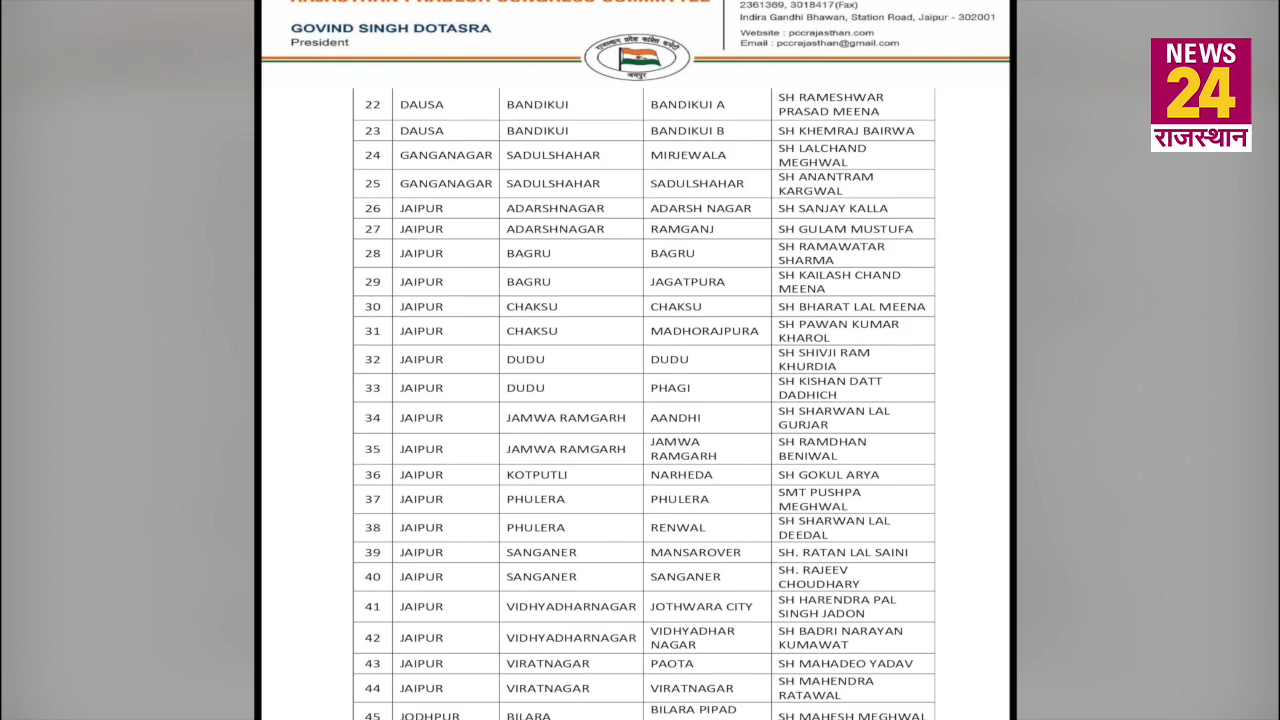 RAJASTHAN PRADESH CONGRESS COMMITTEE
2361369, 3018417(Fax)
Indira Gandhi Bhawan, Station Road, Jaipur - 302001
GOVIND SINGH DOTASRA
President
Website : pccrajasthan.com
Email : pccrajasthan@gmail.com
राजस्थान प्रदेश कांग्रेस कमेटी
जयपुर
NEWS
24
राजस्थान
22 DAUSA BANDIKUI BANDIKUI A SH RAMESHWAR
PRASAD MEENA
23 DAUSA BANDIKUI BANDIKUI B SH KHEMRAJ BAIRWA
24 GANGANAGAR SADULSHAHAR MIRJEWALA SH LALCHAND
MEGHWAL
25 GANGANAGAR SADULSHAHAR SADULSHAHAR SH ANANTRAM
KARGWAL
26 JAIPUR ADARSHNAGAR ADARSH NAGAR SH SANJAY KALLA
27 JAIPUR ADARSHNAGAR RAMGANJ SH GULAM MUSTUFA
28 JAIPUR BAGRU BAGRU SH RAMAWATAR
SHARMA
29 JAIPUR BAGRU JAGATPURA SH KAILASH CHAND
MEENA
30 JAIPUR CHAKSU CHAKSU SH BHARAT LAL MEENA
31 JAIPUR CHAKSU MADHORAJPURA SH PAWAN KUMAR
KHAROL
32 JAIPUR DUDU DUDU SH SHIVJI RAM
KHURDIA
33 JAIPUR DUDU PHAGI SH KISHAN DATT
DADHICH
34 JAIPUR JAMWA RAMGARH AANDHI SH SHARWAN LAL
GURJAR
35 JAIPUR JAMWA RAMGARH JAMWA
RAMGARH SH RAMDHAN
BENIWAL
36 JAIPUR KOTPUTLI NARHEDA SH GOKUL ARYA
37 JAIPUR PHULERA PHULERA SMT PUSHPA
MEGHWAL
38 JAIPUR PHULERA RENWAL SH SHARWAN LAL
DEEDAL
39 JAIPUR SANGANER MANSAROVER SH. RATAN LAL SAINI
40 JAIPUR SANGANER SANGANER SH. RAJEEV
CHOUDHARY
41 JAIPUR VIDHYADHARNAGAR JOTHWARA CITY SH HARENDRA PAL
SINGH JADON
42 JAIPUR VIDHYADHARNAGAR VIDHYADHAR
NAGAR SH BADRI NARAYAN
KUMAWAT
43 JAIPUR VIRATNAGAR PAOTA SH MAHADEO YADAV
44 JAIPUR VIRATNAGAR VIRATNAGAR SH MAHENDRA
RATAWAL
45 JODHPUR BILARA BILARA PIPAD SH MAHESH MEGHWAL